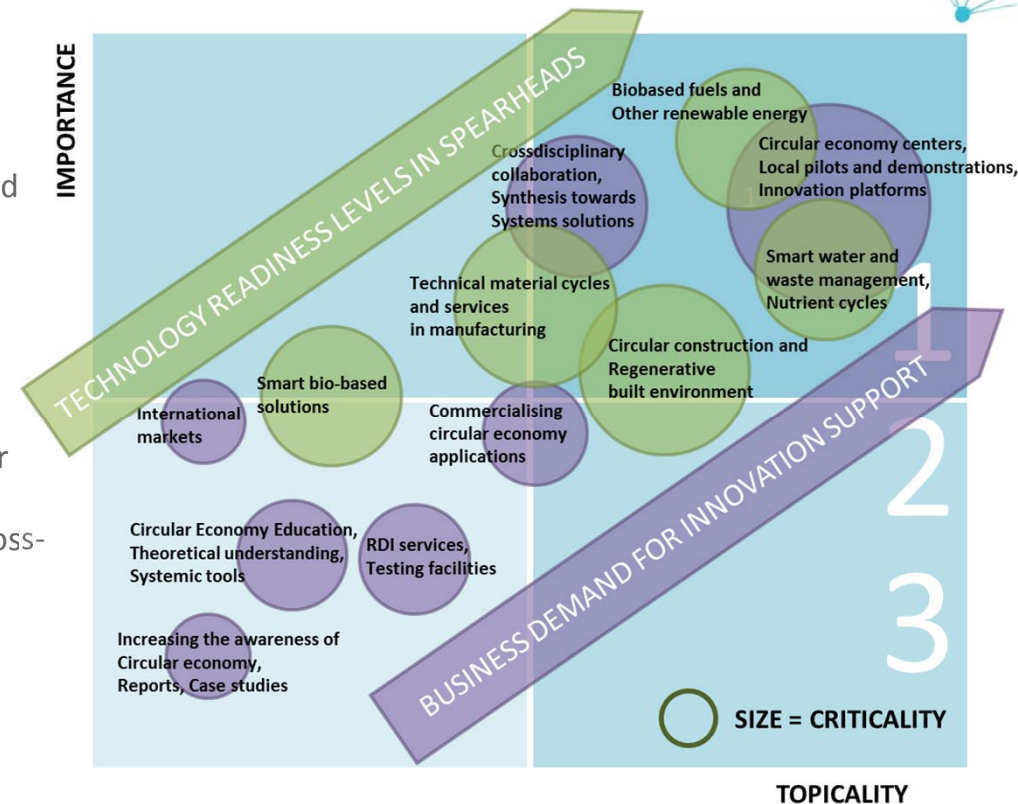 IMPORTANCE
TECHNOLOGY READINESS LEVELS IN SPEARHEADS
Biobased fuels and
Other renewable energy
Crossdisciplinary
collaboration,
Synthesis towards
Systems solutions
Circular economy centers,
Local pilots and demonstrations,
Innovation platforms
1
Smart water and
waste management,
Nutrient cycles
Technical material cycles
and services
in manufacturing
1
Circular construction and
Regenerative
built environment
Smart bio-based
solutions
International
markets
Commercialising
circular economy
applications
2
BUSINESS DEMAND FOR INNOVATION SUPPORT
Circular Economy Education,
Theoretical understanding,
Systemic tools
RDI services,
Testing facilities
3
Increasing the awareness of
Circular economy,
Reports, Case studies
SIZE = CRITICALITY
TOPICALITY